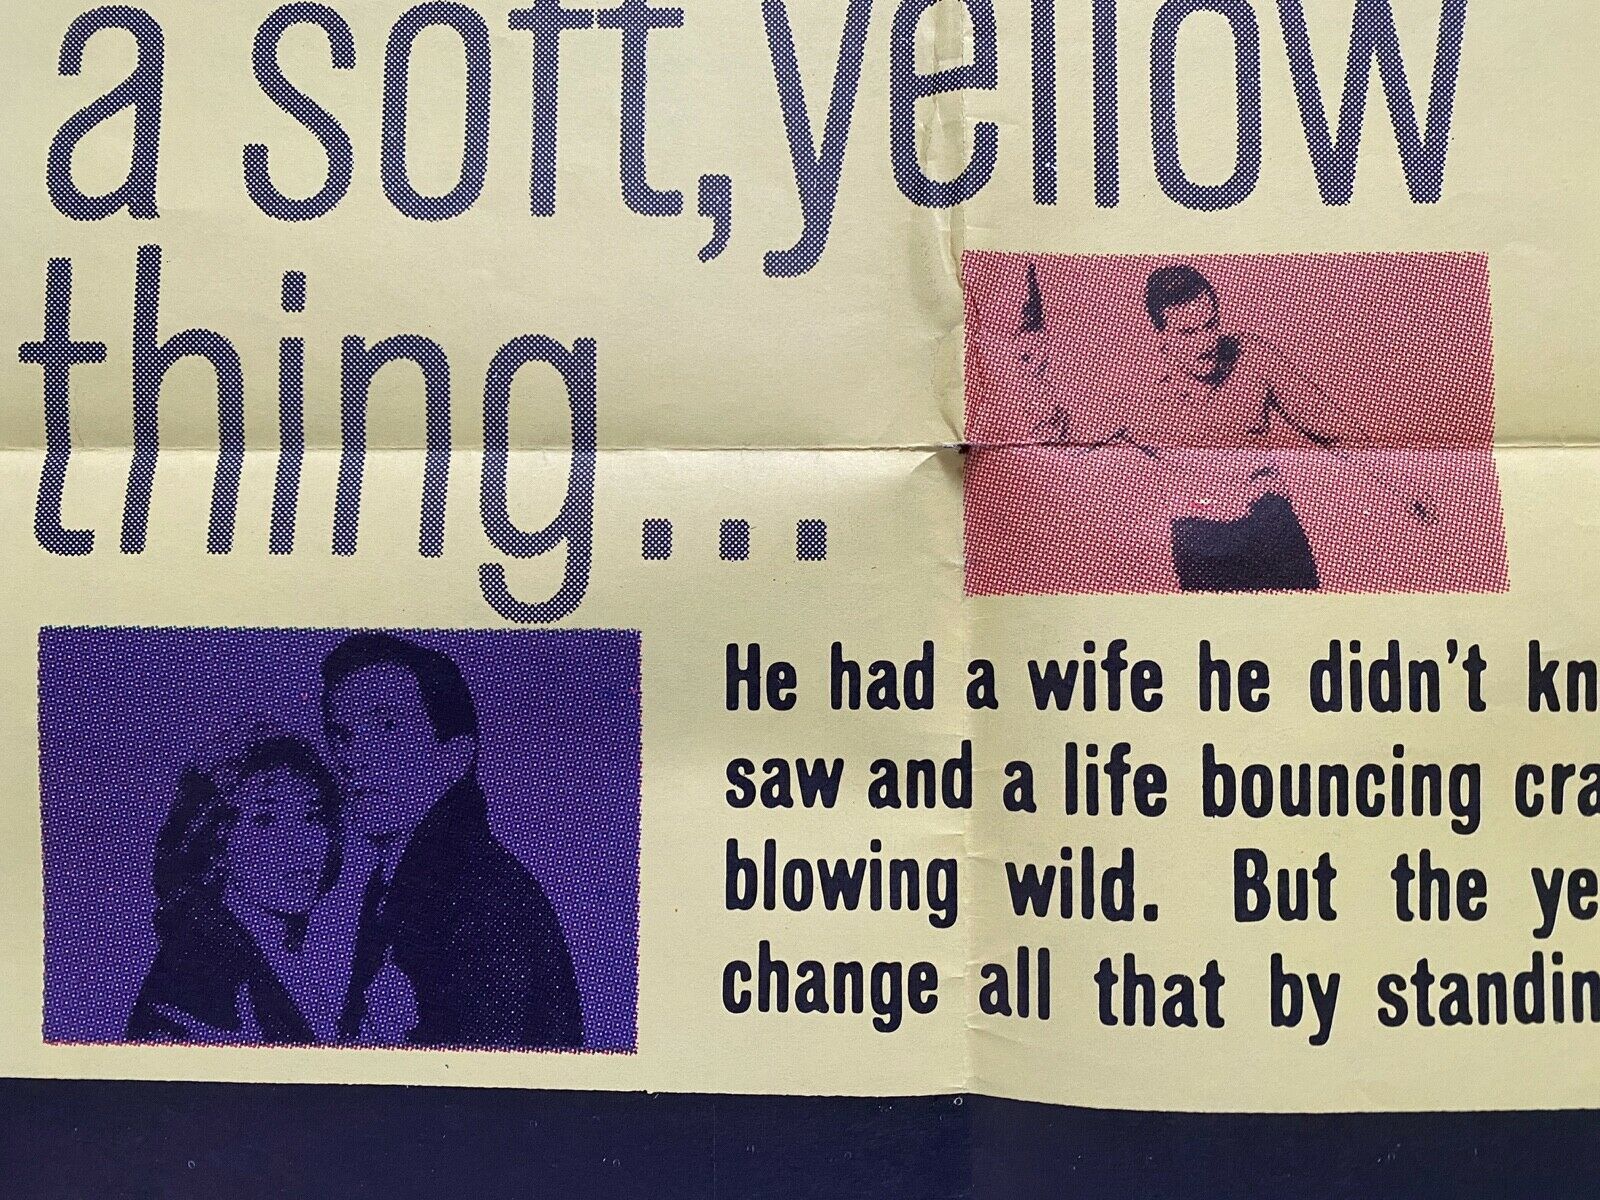 a soft, yellow
thing...
He had a wife he didn't kn
saw and a life bouncing cra
blowing wild. But the ye
change all that by standin